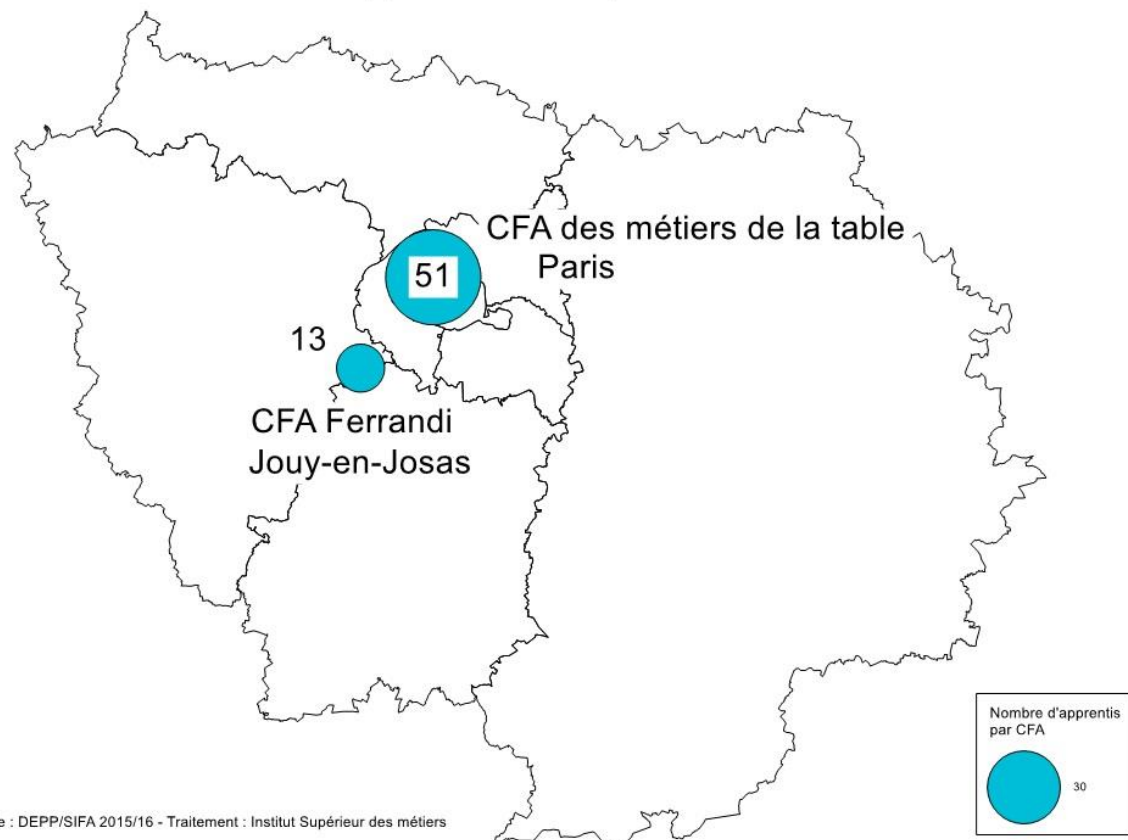 CFA des métiers de la table
Paris
51
13
CFA Ferrandi
Jouy-en-Josas
Nombre d'apprentis
par CFA
30
: DEPP/SIFA 2015/16 - Traitement : Institut Supérieur des métiers